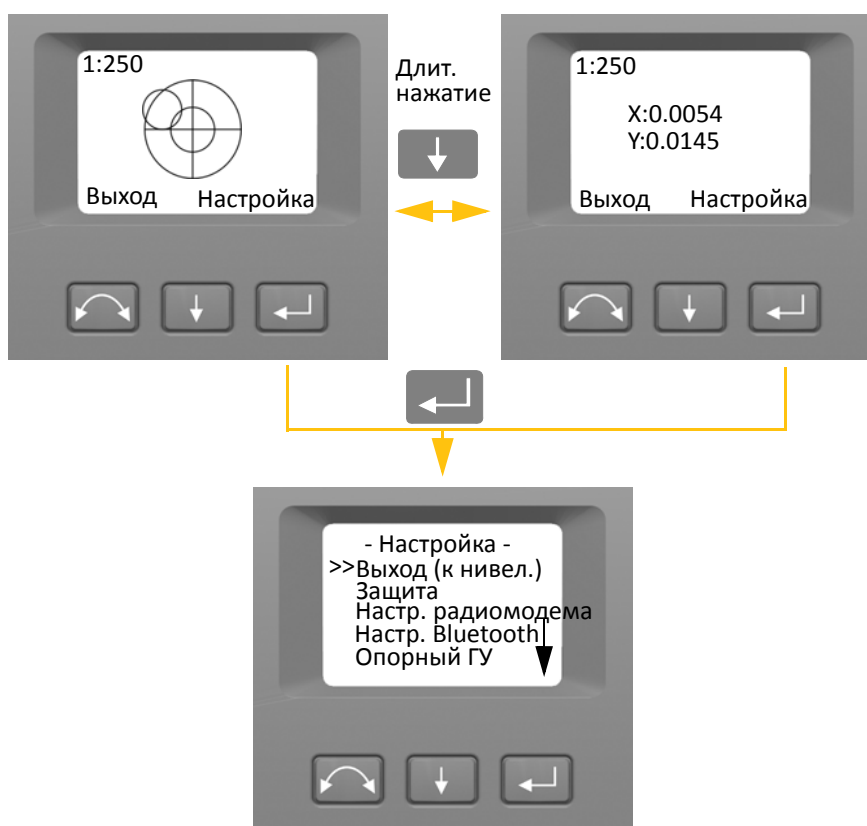 1:250
Выход Настройка
Длит.
нажатие
1:250
X:0.0054
Y:0.0145
Выход Настройка
- Настройка -
>>Выход (к нивел.)
Защита
Настр. радиомодема
Настр. Bluetooth
Опорный ГУ